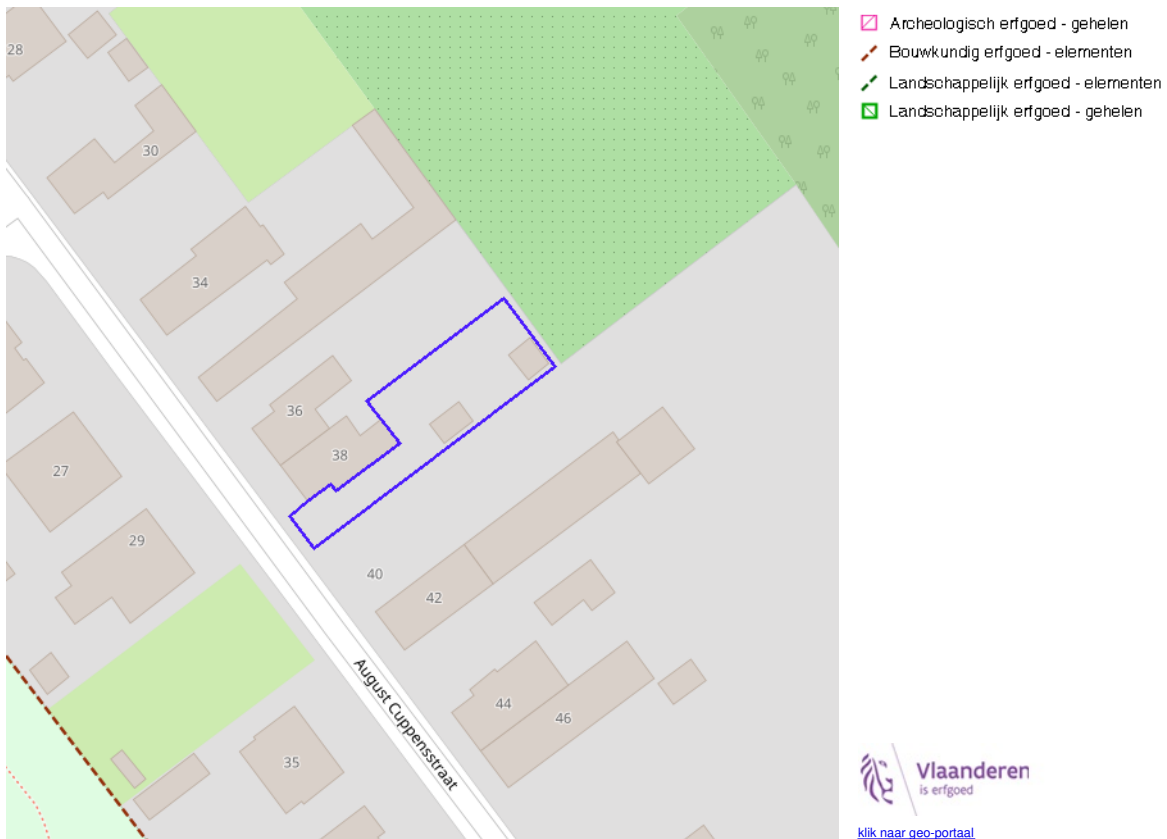 Archeologisch erfgoed - gehelen
Bouwkundig erfgoed - elementen
Landschappelijk erfgoed - elementen
Landschappelijk erfgoed - gehelen
28
30
34
36
38
27
29
40
42
August Cuppensstraat
44
46
35
Vlaanderen
is erfgoed
klik naar geo-portaal